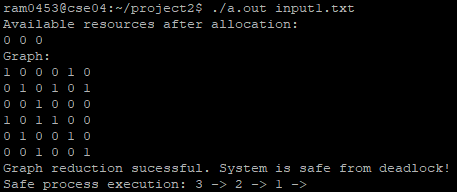 ram0453@cse04:~/project2$ ./a.out input1.txt
Available resources after allocation:
0 0 0
Graph:
1 0 0 0 1 0
0 1 0 1 0 1
0 0 1 0 0 0
1 0 1 1 0 0
0 1 0 0 1 0
0 0 1 0 0 1
Graph reduction sucessful. System is safe from deadlock!
Safe process execution: 3 -> 2 -> 1 ->